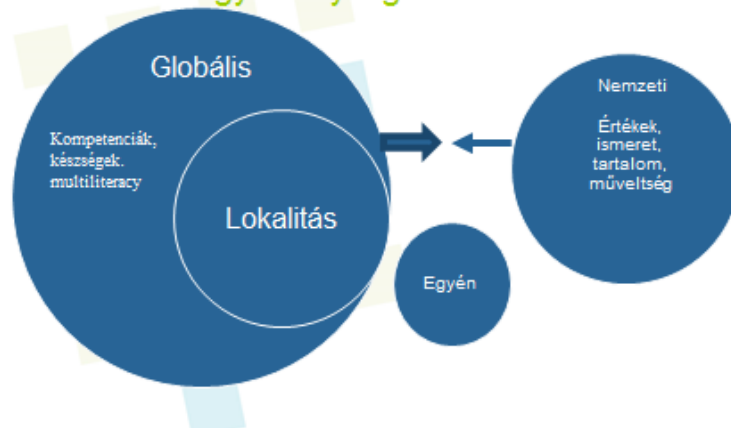 Globális
Kompetenciák,
készségek.
multiliteracy
Lokalitás
Egyén
Nemzeti
Értékek,
ismeret,
tartalom,
műveltség